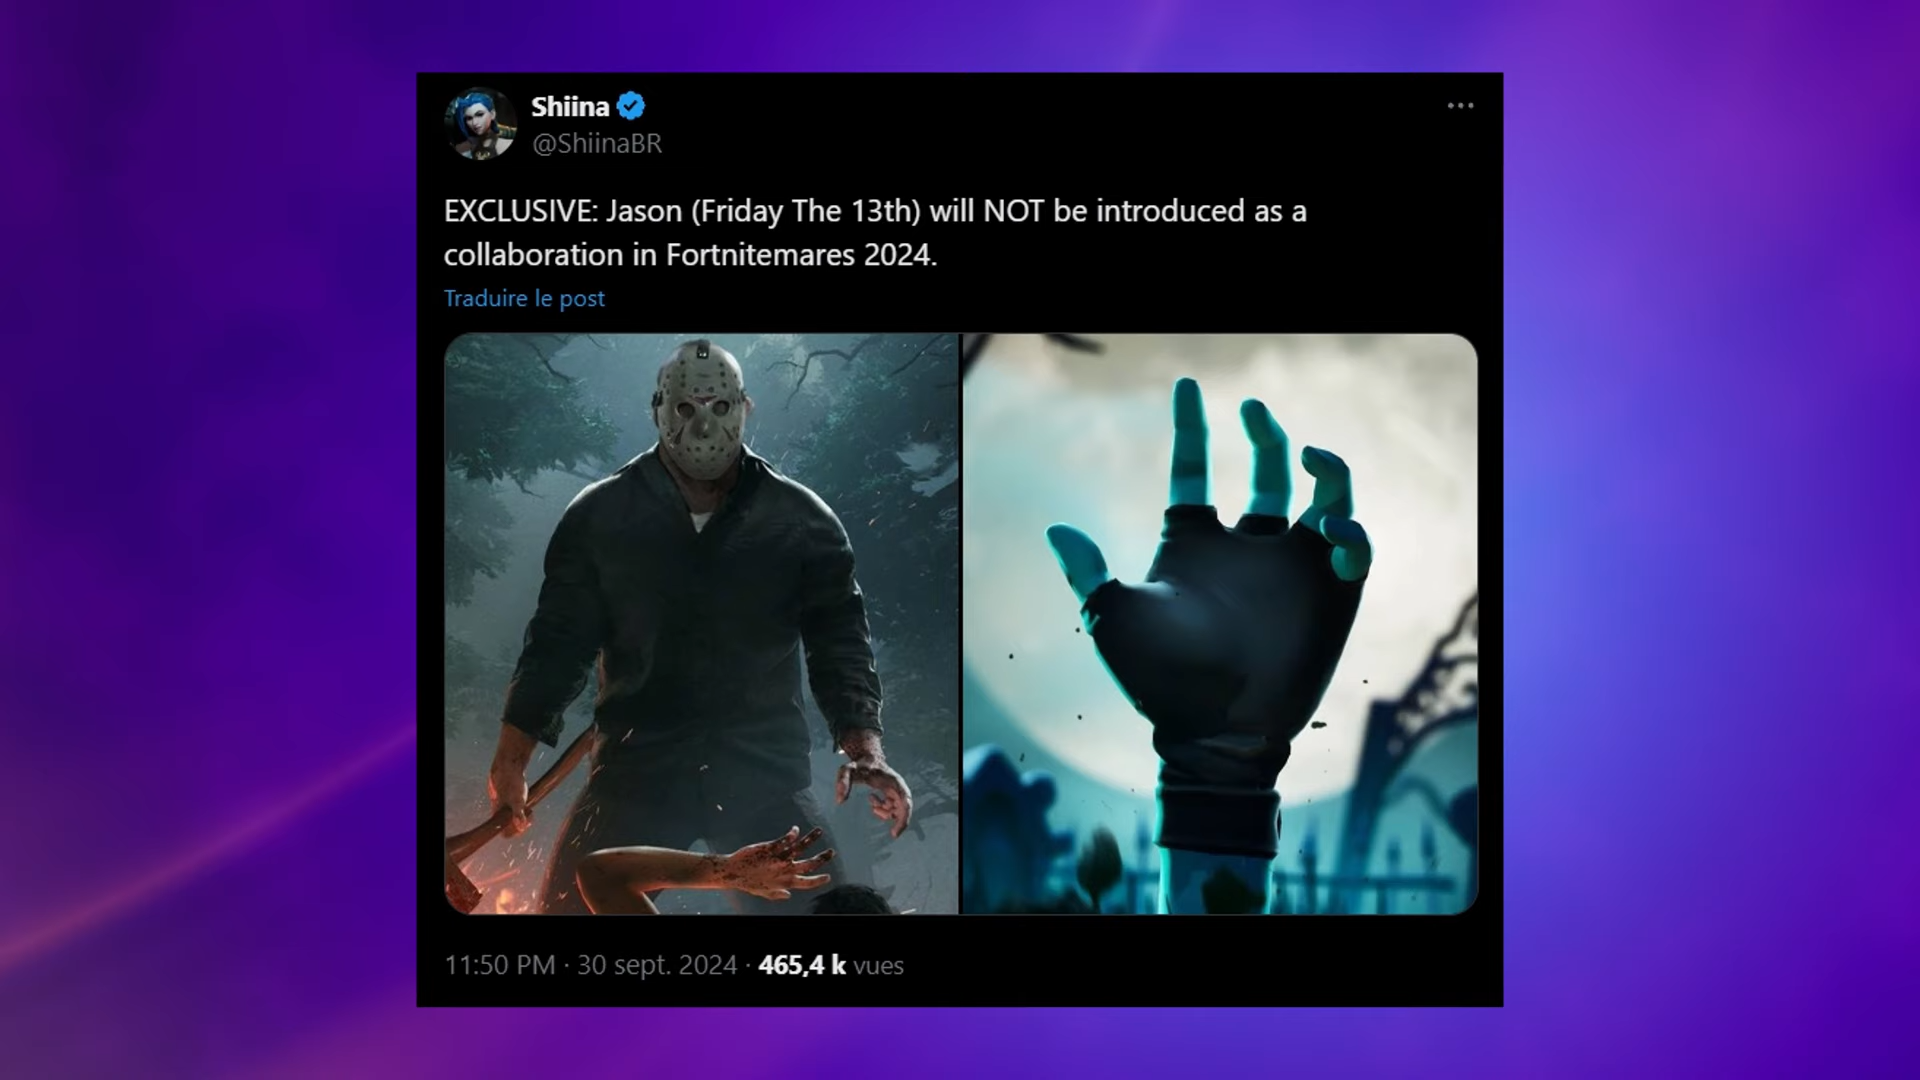 Shiina
@ShiinaBR
EXCLUSIVE: Jason (Friday The 13th) will NOT be introduced as a
collaboration in Fortnitemares 2024.
Traduire le post
11:50 PM · 30 sept. 2024 · 465,4 k vues